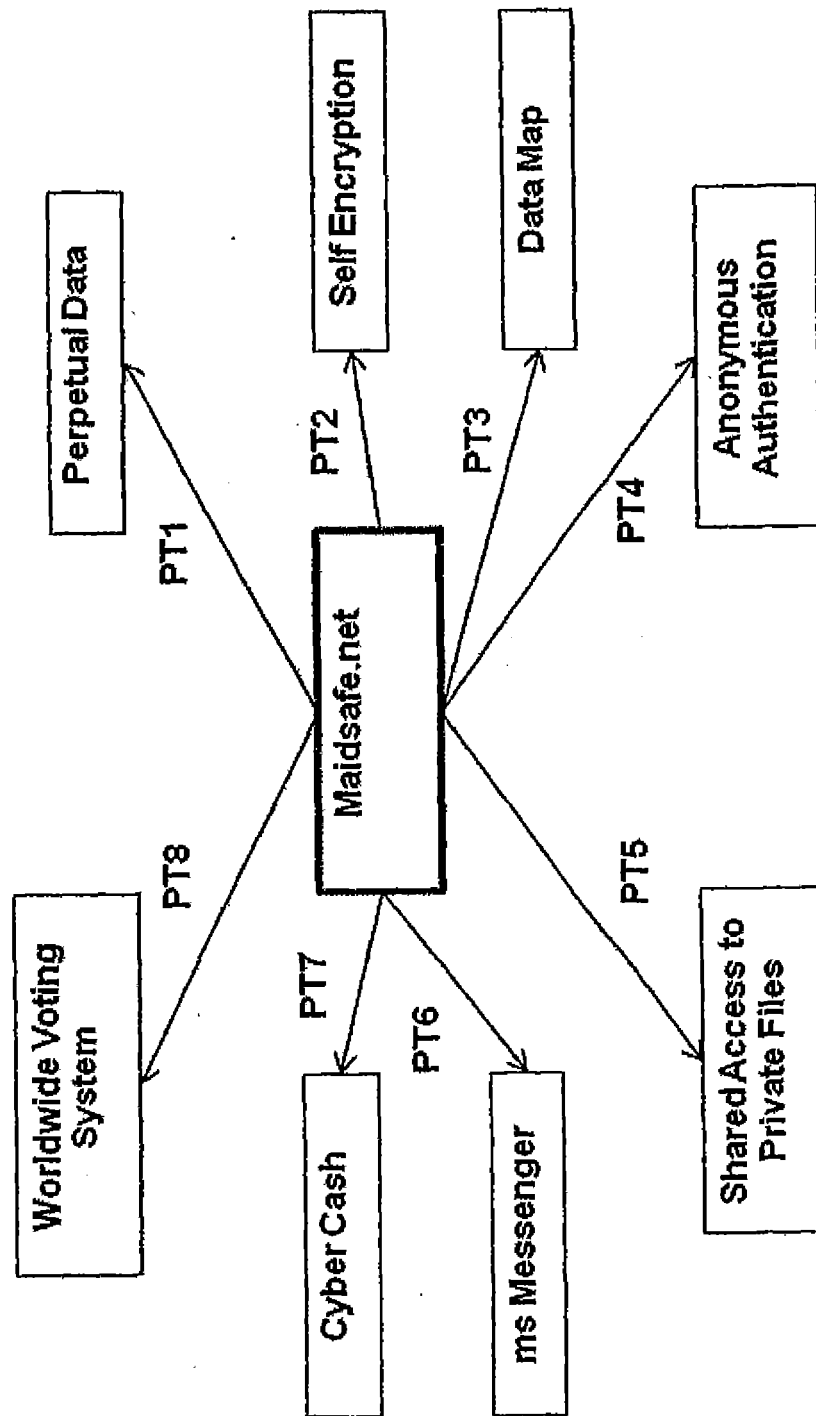 Worldwide Voting
System
Perpetual Data
PT8
PT1
Cyber Cash
PT7
Maidsafe.net
PT2
Self Encryption
PT6
ms Messenger
PT3
Data Map
PT5
PT4
Shared Access to
Private Files
Anonymous
Authentication